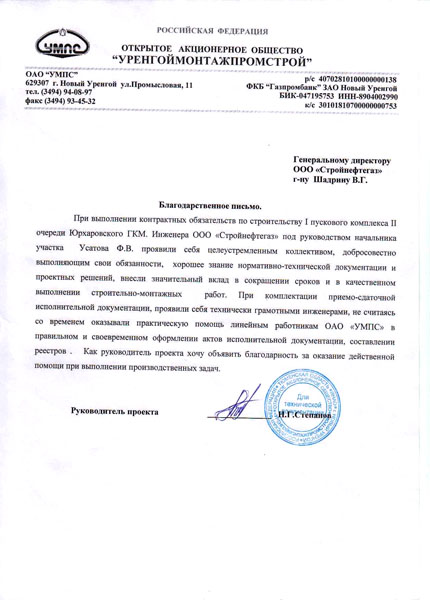 РОССИЙСКАЯ ФЕДЕРАЦИЯ
УМПС
ОТКРЫТОЕ АКЦИОНЕРНОЕ ОБЩЕСТВО
“УРЕНГОЙМОНТАЖПРОМСТРОЙ”
ОАО “УМПС”
629307 г. Новый Уренгой ул.Промысловая, 11
тел. (3494) 94-08-97
факс (3494) 93-45-32
р/с 40702810100000000138
ФКБ “Газпромбанк” ЗАО Новый Уренгой
БИК-047195753 ИНН-8904002990
к/с 30101810700000000753
Генеральному директору
ООО «Стройнефтегаз»
г-ну Шадрину В.Г.
Благодарственное письмо.
При выполнении контрактных обязательств по строительству I пускового комплекса II
очереди Юрхаровского ГКМ. Инженера ООО «Стройнефтегаз» под руководством начальника
участка Усатова Ф.В. проявили себя целеустремленным коллективом, добросовестно
выполняющим свои обязанности, хорошее знание нормативно-технической документации и
проектных решений, внесли значительный вклад в сокращении сроков и в качественном
выполнении строительно-монтажных работ. При комплектации приемо-сдаточной
исполнительной документации, проявили себя технически грамотными инженерами, не считаясь
со временем оказывали практическую помощь линейным работникам ОАО «УМПС» в
правильном и своевременном оформлении актов исполнительной документации, составлении
реестров . Как руководитель проекта хочу объявить благодарность за оказание действенной
помощи при выполнении производственных задач.
Руководитель проекта
Н.Г.Степанов
Для
технической